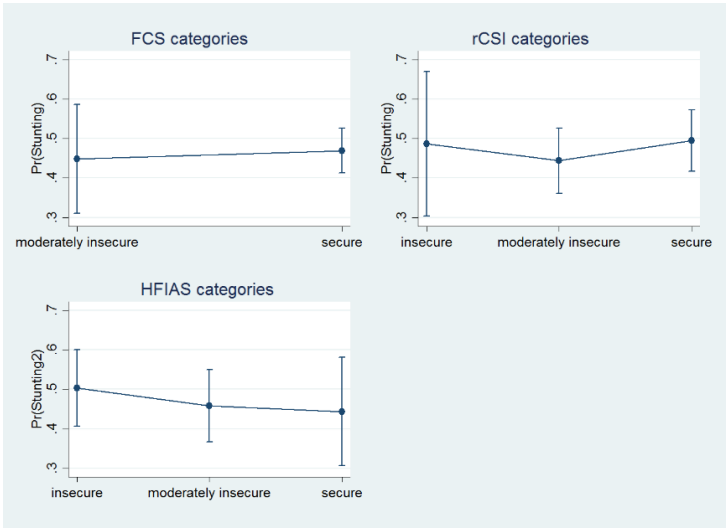 FCS categories
Pr(Stunting)
.7
.6
.5
.4
.3
moderately insecure
secure
rCSI categories
Pr(Stunting)
.7
.6
.5
.4
.3
insecure
moderately insecure
secure
HFIAS categories
Pr(Stunting2)
.7
.6
.5
.4
.3
insecure
moderately insecure
secure